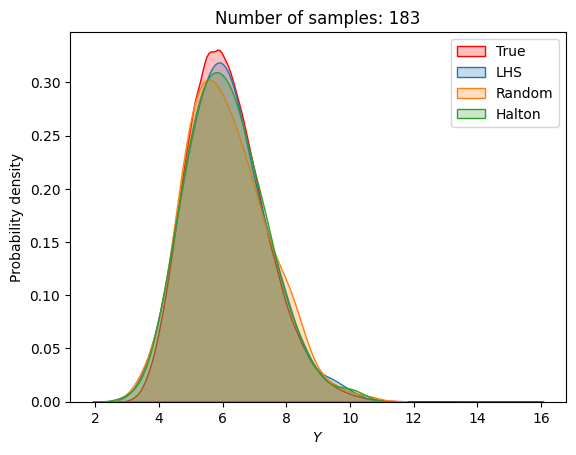 Number of samples: 183
True
LHS
Random
Halton
Probability density
0.30
0.25
0.20
0.15
0.10
0.05
0.00
2 4 6 8 10 12 14 16
Y